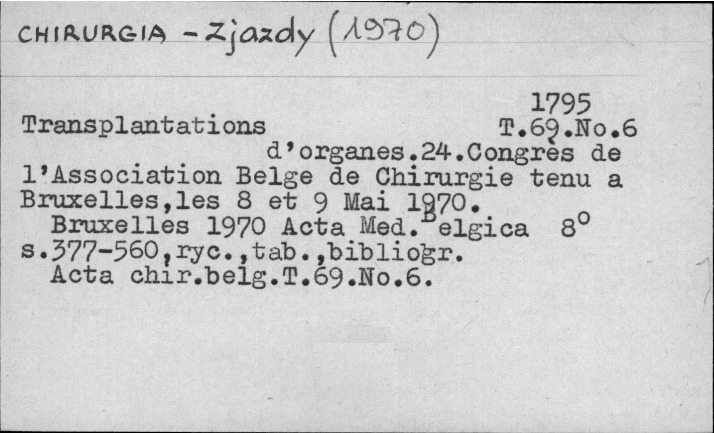 CHIRURGIA - Zjazdy (1970)
1795
Transplantations T.69.No.6
d'organes.24.Congrès de
l'Association Belge de Chirurgie tenu a
Bruxelles,les 8 et 9 Mai 1970.
Bruxelles 1970 Acta Med.Belgica 8°
s.377-560,ryc.,tab.,bibliogr.
Acta chir.belg.T.69.No.6.